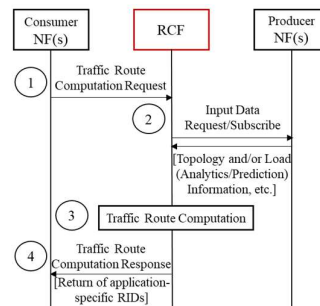 Consumer
NF(s)
RCF
Producer
NF(s)
1
Traffic Route
Computation Request
2
Input Data
Request/Subscribe
[Topology and/or Load
(Analytics/Prediction)
Information, etc.]
3
Traffic Route Computation
4
Traffic Route
Computation Response
[Return of application-
specific RIDs]